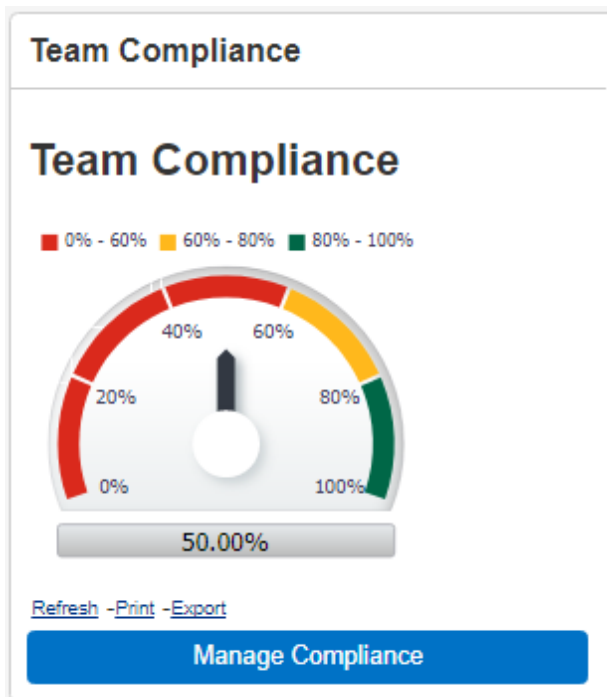 Team Compliance
Team Compliance
0% - 60% 60% - 80% 80% - 100%
40% 60%
20% 80%
0% 100%
50.00%
Refresh -Print -Export
Manage Compliance